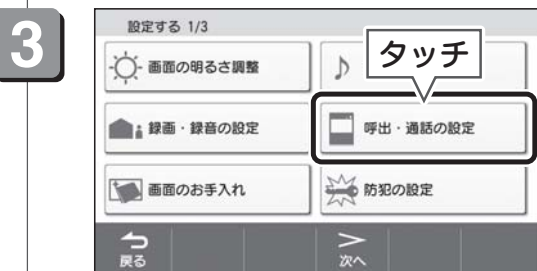 3
設定する 1/3
タッチ
画面の明るさ調整
録画・録音の設定
呼出・通話の設定
画面のお手入れ
防犯の設定
戻る
次へ